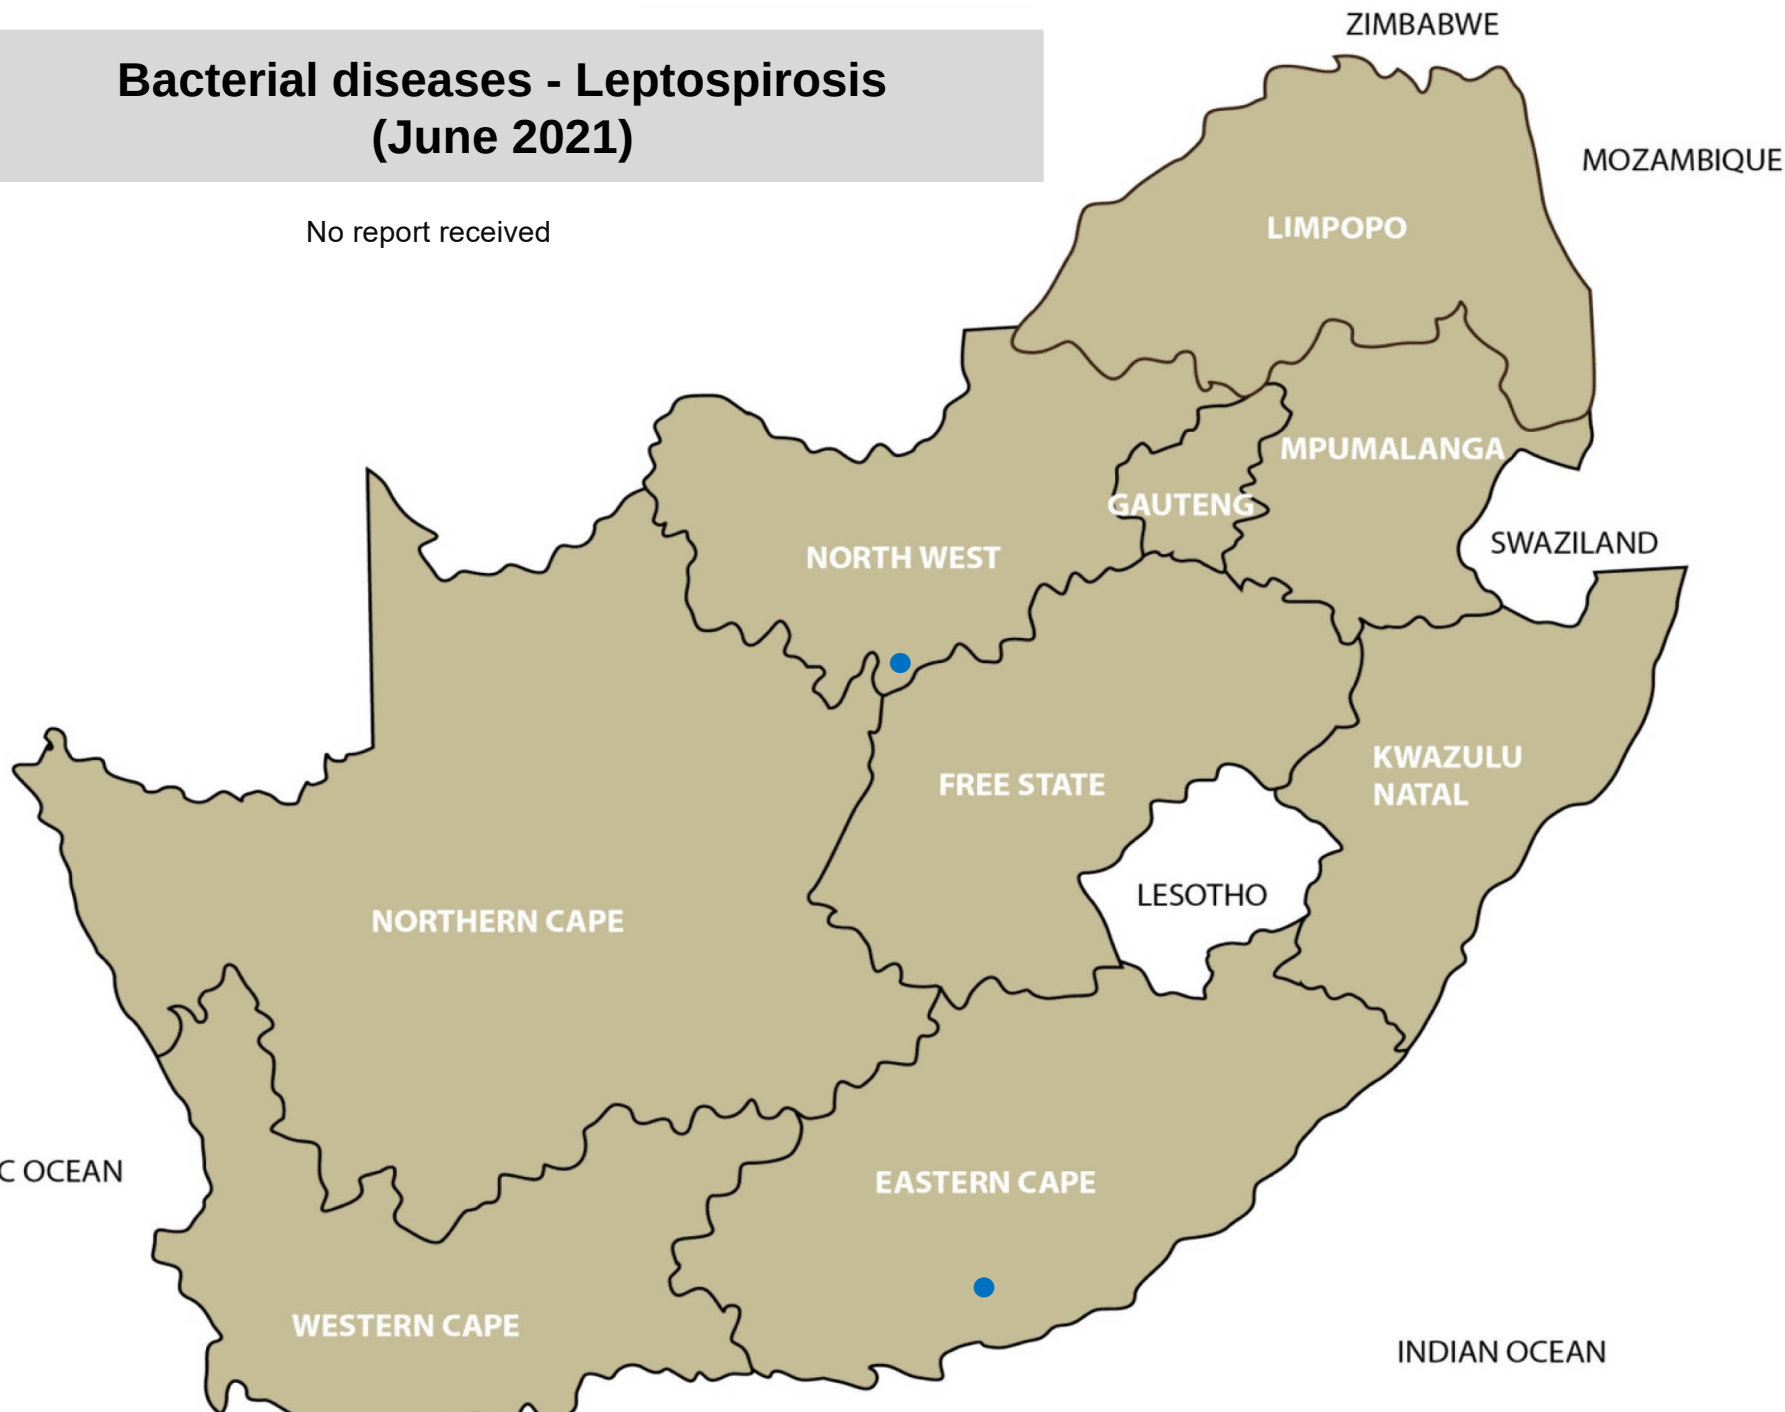 ZIMBABWE
Bacterial diseases - Leptospirosis
(June 2021)
MOZAMBIQUE
No report received
LIMPOPO
MPUMALANGA
GAUTENG
SWAZILAND
NORTH WEST
KWAZULU
NATAL
FREE STATE
LESOTHO
NORTHERN CAPE
C OCEAN
EASTERN CAPE
WESTERN CAPE
INDIAN OCEAN